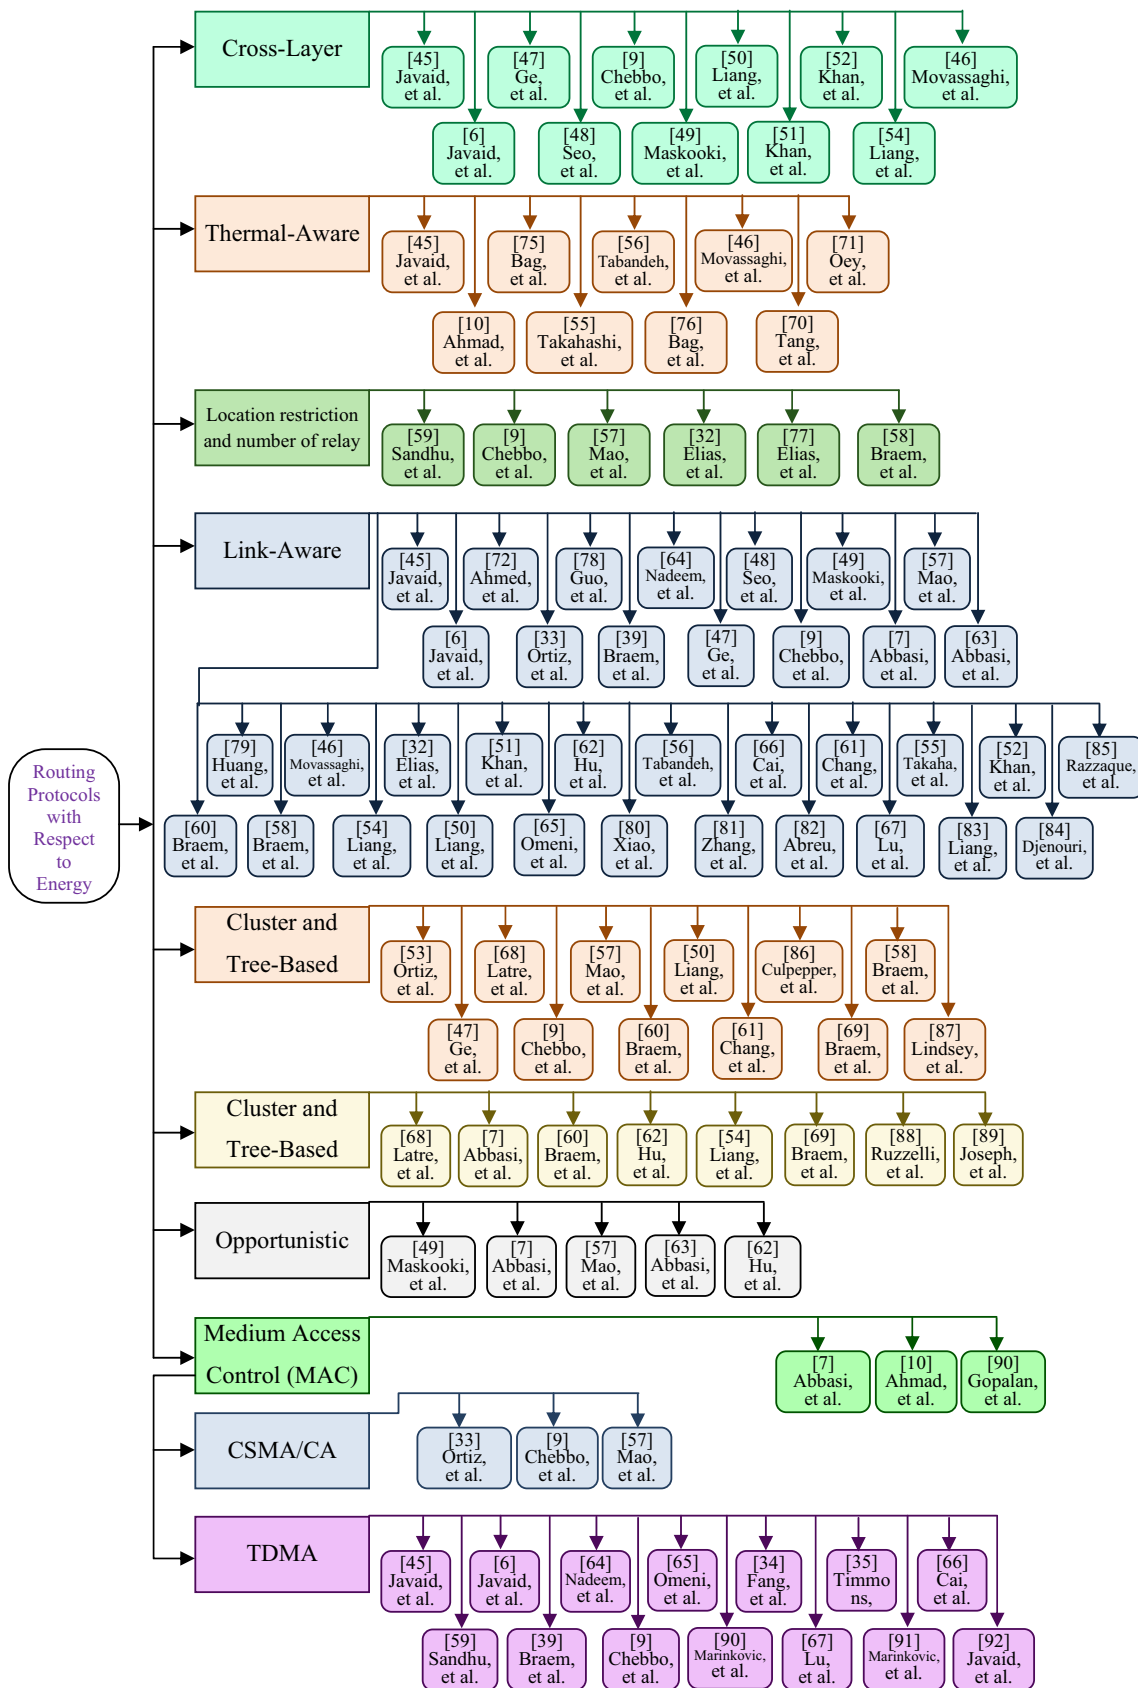 Routing
Protocols
with
Respect
to
Energy
Cross-Layer
[45]
Javaid,
et al.
[47]
Ge,
et al.
[9]
Chebbo,
et al.
[50]
Liang,
et al.
[52]
Khan,
et al.
[46]
Movassaghi,
et al.
[6]
Javaid,
et al.
[48]
Seo,
et al.
[49]
Maskooki,
et al.
[51]
Khan,
et al.
[54]
Liang,
et al.
Thermal-Aware
[45]
Javaid,
et al.
[75]
Bag,
et al.
[56]
Tabandeh,
et al.
[46]
Movassaghi,
et al.
[71]
Oey,
et al.
[10]
Ahmad,
et al.
[55]
Takahashi,
et al.
[76]
Bag,
et al.
[70]
Tang,
et al.
Location restriction
and number of relay
[59]
Sandhu,
et al.
[9]
Chebbo,
et al.
[57]
Mao,
et al.
[32]
Elias,
et al.
[77]
Elias,
et al.
[58]
Braem,
et al.
Link-Aware
[45]
Javaid,
et al.
[72]
Ahmed,
et al.
[78]
Guo,
et al.
[64]
Nadeem,
et al.
[48]
Seo,
et al.
[49]
Maskooki,
et al.
[57]
Mao,
et al.
[6]
Javaid,
et al.
[33]
Ortiz,
et al.
[39]
Braem,
et al.
[47]
Ge,
et al.
[9]
Chebbo,
et al.
[7]
Abbasi,
et al.
[63]
Abbasi,
et al.
[79]
Huang,
et al.
[46]
Movassaghi,
et al.
[32]
Elias,
et al.
[51]
Khan,
et al.
[62]
Hu,
et al.
[56]
Tabandeh,
et al.
[66]
Cai,
et al.
[61]
Chang,
et al.
[55]
Takaha,
et al.
[52]
Khan,
et al.
[85]
Razzaque,
et al.
[60]
Braem,
et al.
[58]
Braem,
et al.
[54]
Liang,
et al.
[50]
Liang,
et al.
[65]
Omeni,
et al.
[80]
Xiao,
et al.
[81]
Zhang,
et al.
[82]
Abreu,
et al.
[67]
Lu,
et al.
[83]
Liang,
et al.
[84]
Djenouri,
et al.
Cluster and
Tree-Based
[53]
Ortiz,
et al.
[68]
Latre,
et al.
[57]
Mao,
et al.
[50]
Liang,
et al.
[86]
Culpepper,
et al.
[58]
Braem,
et al.
[47]
Ge,
et al.
[9]
Chebbo,
et al.
[60]
Braem,
et al.
[61]
Chang,
et al.
[69]
Braem,
et al.
[87]
Lindsey,
et al.
Cluster and
Tree-Based
[68]
Latre,
et al.
[7]
Abbasi,
et al.
[60]
Braem,
et al.
[62]
Hu,
et al.
[54]
Liang,
et al.
[69]
Braem,
et al.
[88]
Ruzzelli,
et al.
[89]
Joseph,
et al.
Opportunistic
[49]
Maskooki,
et al.
[7]
Abbasi,
et al.
[57]
Mao,
et al.
[63]
Abbasi,
et al.
[62]
Hu,
et al.
Medium Access
Control (MAC)
[7]
Abbasi,
et al.
[10]
Ahmad,
et al.
[90]
Gopalan,
et al.
CSMA/CA
[33]
Ortiz,
et al.
[9]
Chebbo,
et al.
[57]
Mao,
et al.
TDMA
[45]
Javaid,
et al.
[6]
Javaid,
et al.
[64]
Nadeem,
et al.
[65]
Omeni,
et al.
[34]
Fang,
et al.
[35]
Timmo
ns,
[66]
Cai,
et al.
[59]
Sandhu,
et al.
[39]
Braem,
et al.
[9]
Chebbo,
et al.
[90]
Marinkovic,
et al.
[67]
Lu,
et al.
[91]
Marinkovic,
et al.
[92]
Javaid,
et al.